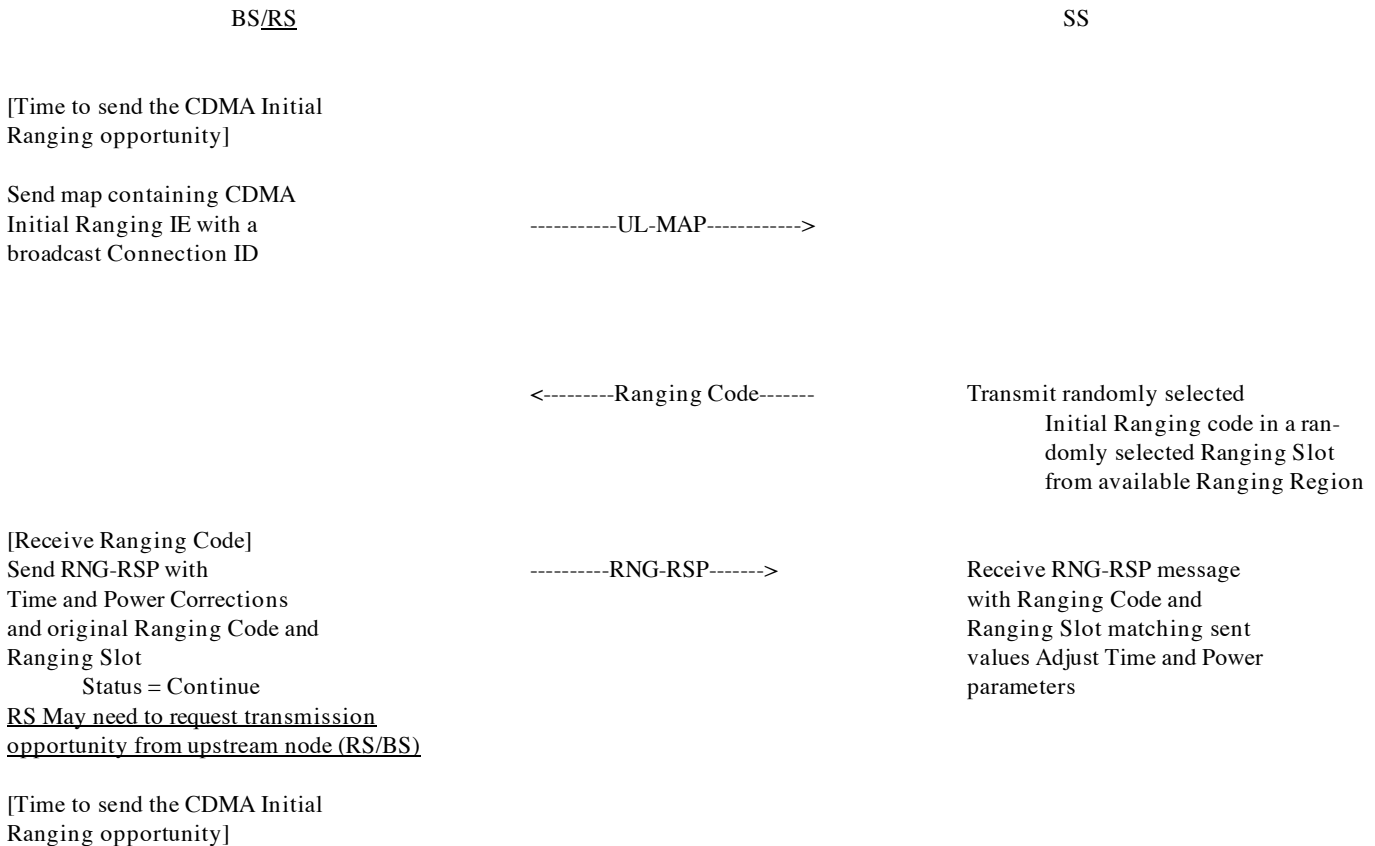 BS/RS SS
[Time to send the CDMA Initial
Ranging opportunity]
Send map containing CDMA
Initial Ranging IE with a
broadcast Connection ID
-----------UL-MAP------------>
<---------Ranging Code-------
Transmit randomly selected
Initial Ranging code in a ran-
domly selected Ranging Slot
from available Ranging Region
[Receive Ranging Code]
Send RNG-RSP with
Time and Power Corrections
and original Ranging Code and
Ranging Slot
Status = Continue
RS May need to request transmission
opportunity from upstream node (RS/BS)
----------RNG-RSP------->
Receive RNG-RSP message
with Ranging Code and
Ranging Slot matching sent
values Adjust Time and Power
parameters
[Time to send the CDMA Initial
Ranging opportunity]